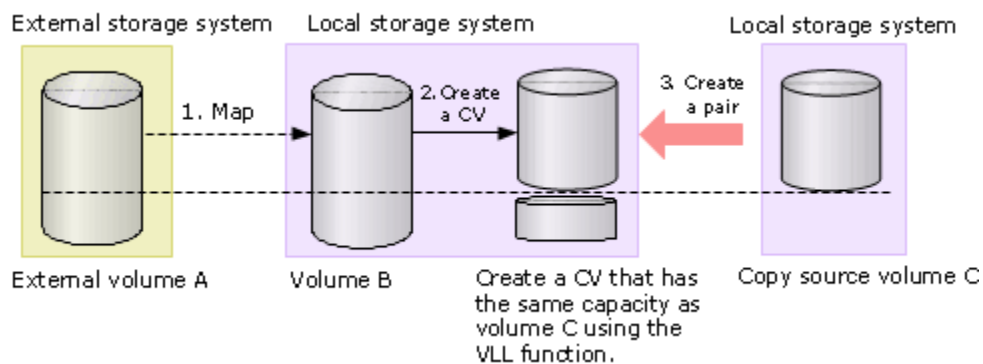 External storage system
Local storage system
Local storage system
1. Map
2. Create
a CV
3. Create
a pair
External volume A
Volume B
Create a CV that has
the same capacity as
volume C using the
VLL function.
Copy source volume C